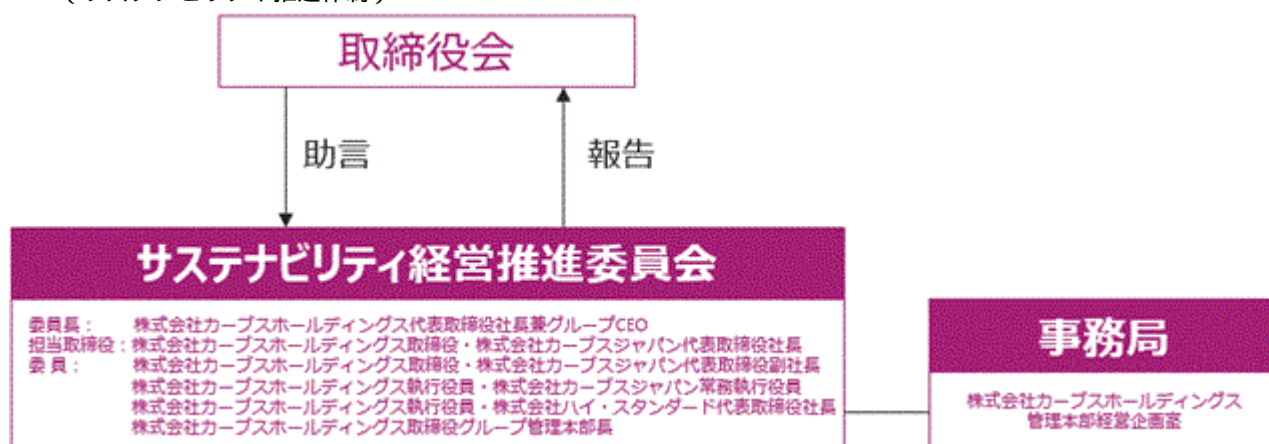 取締役会
助言
報告
サステナビリティ経営推進委員会
委員長： 株式会社カーブスホールディングス代表取締役社長兼グループCEO
担当取締役：株式会社カーブスホールディングス取締役・株式会社カーブスジャパン代表取締役社長
委員： 株式会社カーブスホールディングス取締役・株式会社カーブスジャパン代表取締役副社長
株式会社カーブスホールディングス執行役員・株式会社カーブスジャパン常務執行役員
株式会社カーブスホールディングス執行役員・株式会社ハイ・スタンダード代表取締役社長
株式会社カーブスホールディングス取締役グループ管理本部長
事務局
株式会社カーブスホールディングス
管理本部経営企画室